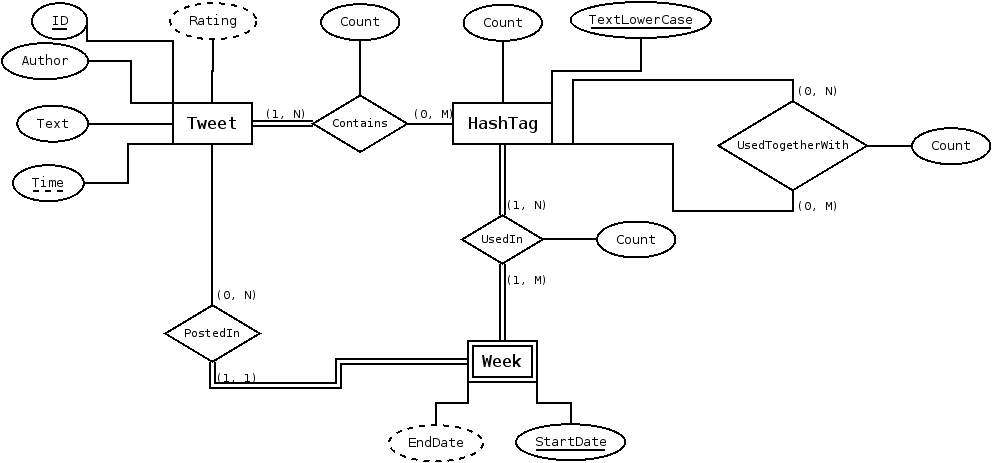 ID
Rating
Count
Count
TextLowerCase
Author
(0, N)
Text
Tweet
(1, N)
Contains
(0, M)
HashTag
UsedTogetherWith
Count
Time
(1, N)
(0, M)
UsedIn
Count
(1, M)
(0, N)
PostedIn
Week
(1, 1)
EndDate
StartDate